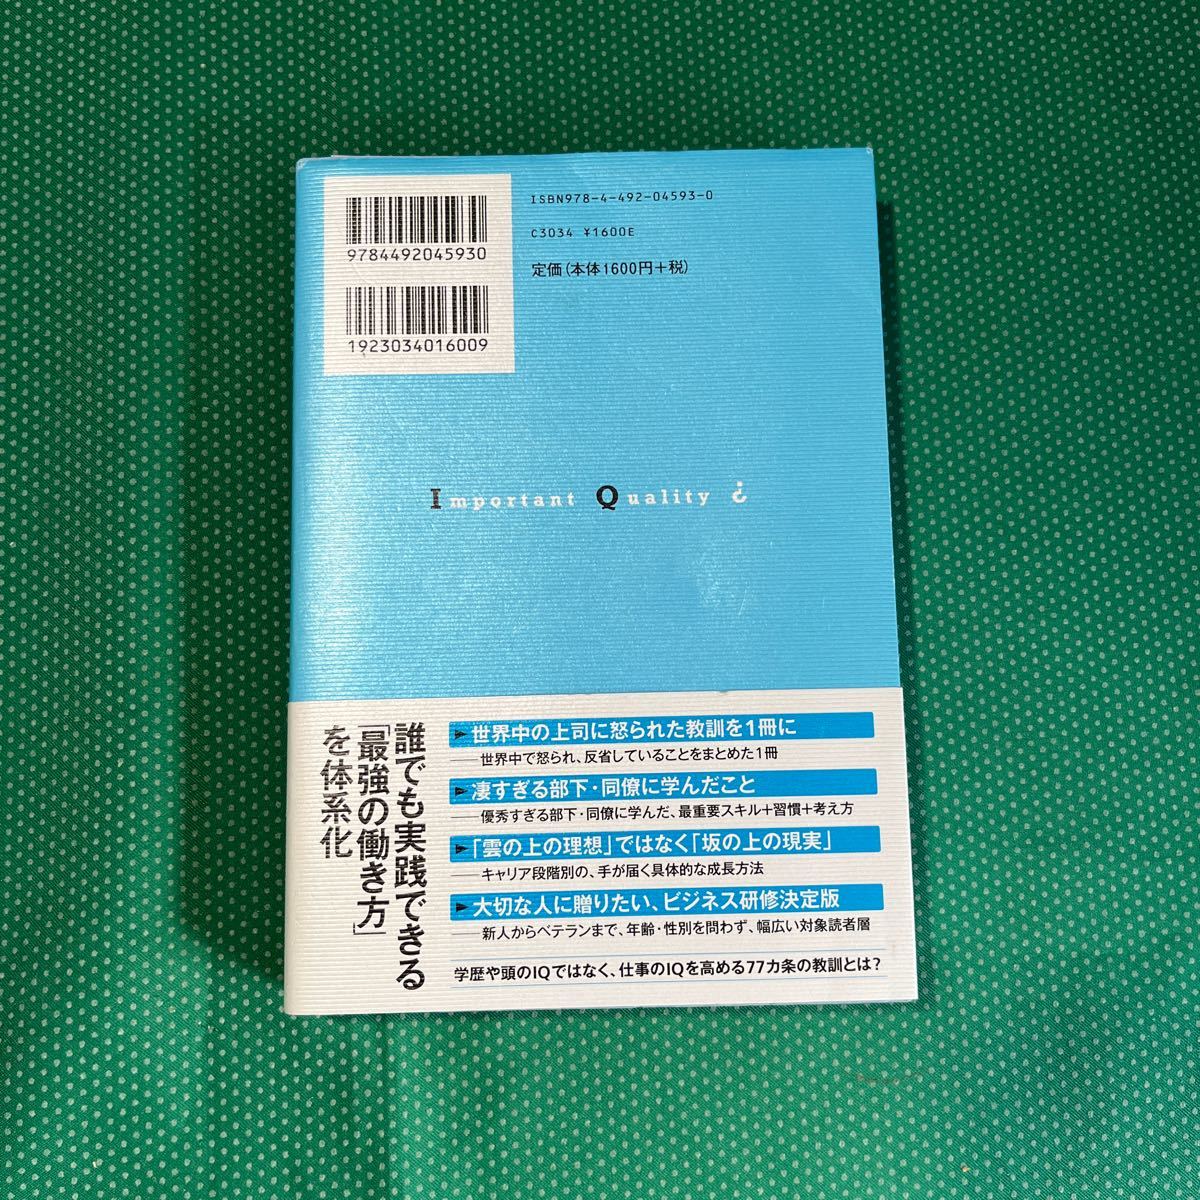 9784492045930
1923034016009
ISBN978-4-492-04593-0
C3034 ¥1600E
定価(本体1600円+税)
Important Quality ¿
誰でも実践できる
「最強の働き方」
を体系化
▶世界中の上司に怒られた教訓を1冊に
──世界中で怒られ、反省していることをまとめた1冊
▶凄すぎる部下・同僚に学んだこと
──優秀すぎる部下・同僚に学んだ、最重要スキル+習慣+考え方
▶「雲の上の理想」ではなく「坂の上の現実」
──キャリア段階別の、手が届く具体的な成長方法
▶大切な人に贈りたい、ビジネス研修決定版
──新人からベテランまで、年齢・性別を問わず、幅広い対象読者層
学歴や頭のIQではなく、仕事のIQを高める77カ条の教訓とは?